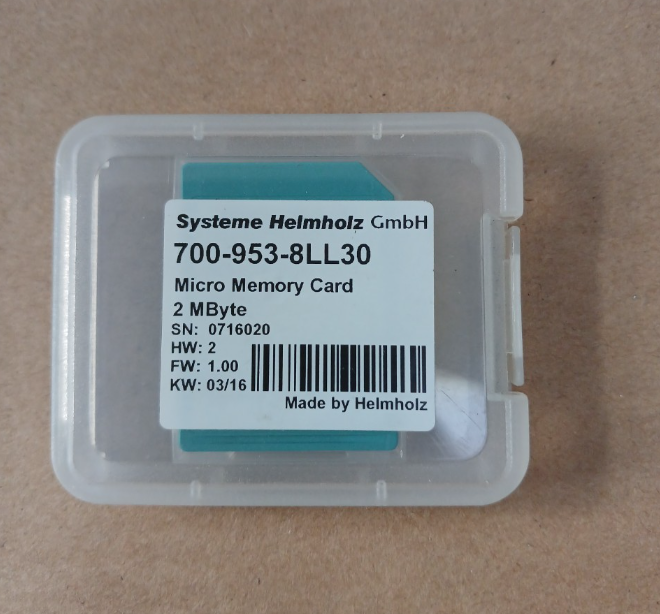 Systeme Helmholz GmbH
700-953-8LL30
Micro Memory Card
2 MByte
SN: 0716020
HW: 2
FW: 1.00
KW: 03/16
Made by Helmholz